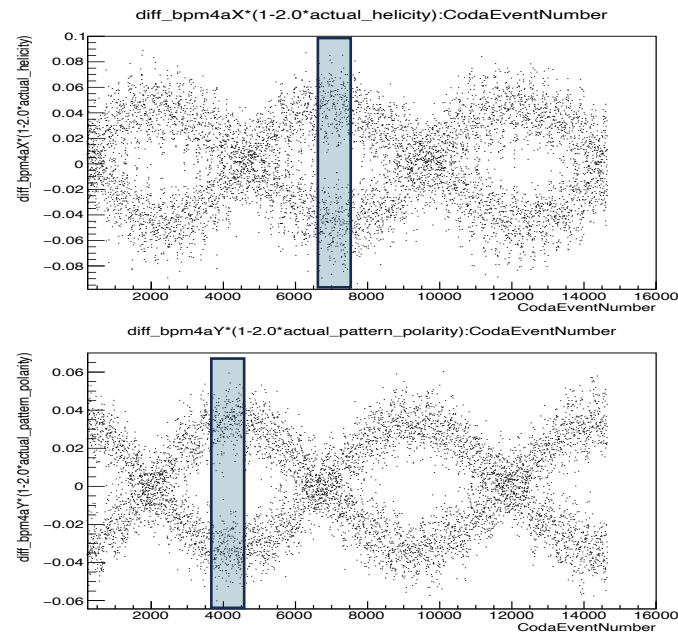 diff_bpm4aX*(1-2.0*actual_helicity):CodaEventNumber
diff_bpm4aX*(1-2.0*actual_helicity)
0.1
0.08
0.06
0.04
0.02
0
−0.02
−0.04
−0.06
−0.08
2000 4000 6000 8000 10000 12000 14000 16000
CodaEventNumber
diff_bpm4aY*(1-2.0*actual_pattern_polarity):CodaEventNumber
diff_bpm4aY*(1-2.0*actual_pattern_polarity)
0.06
0.04
0.02
0
−0.02
−0.04
−0.06
2000 4000 6000 8000 10000 12000 14000 16000
CodaEventNumber